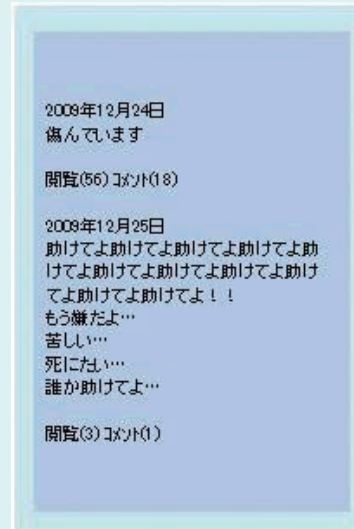 2009年12月24日
傷んでいます
閲覧(56) コメント(18)
2009年12月25日
助けてよ助けてよ助けてよ助けてよ助
けてよ助けてよ助けてよ助けてよ助け
てよ助けてよ助けてよ！！
もう嫌だよ…
苦しい…
死にたい…
誰か助けてよ…
閲覧(3) コメント(1)